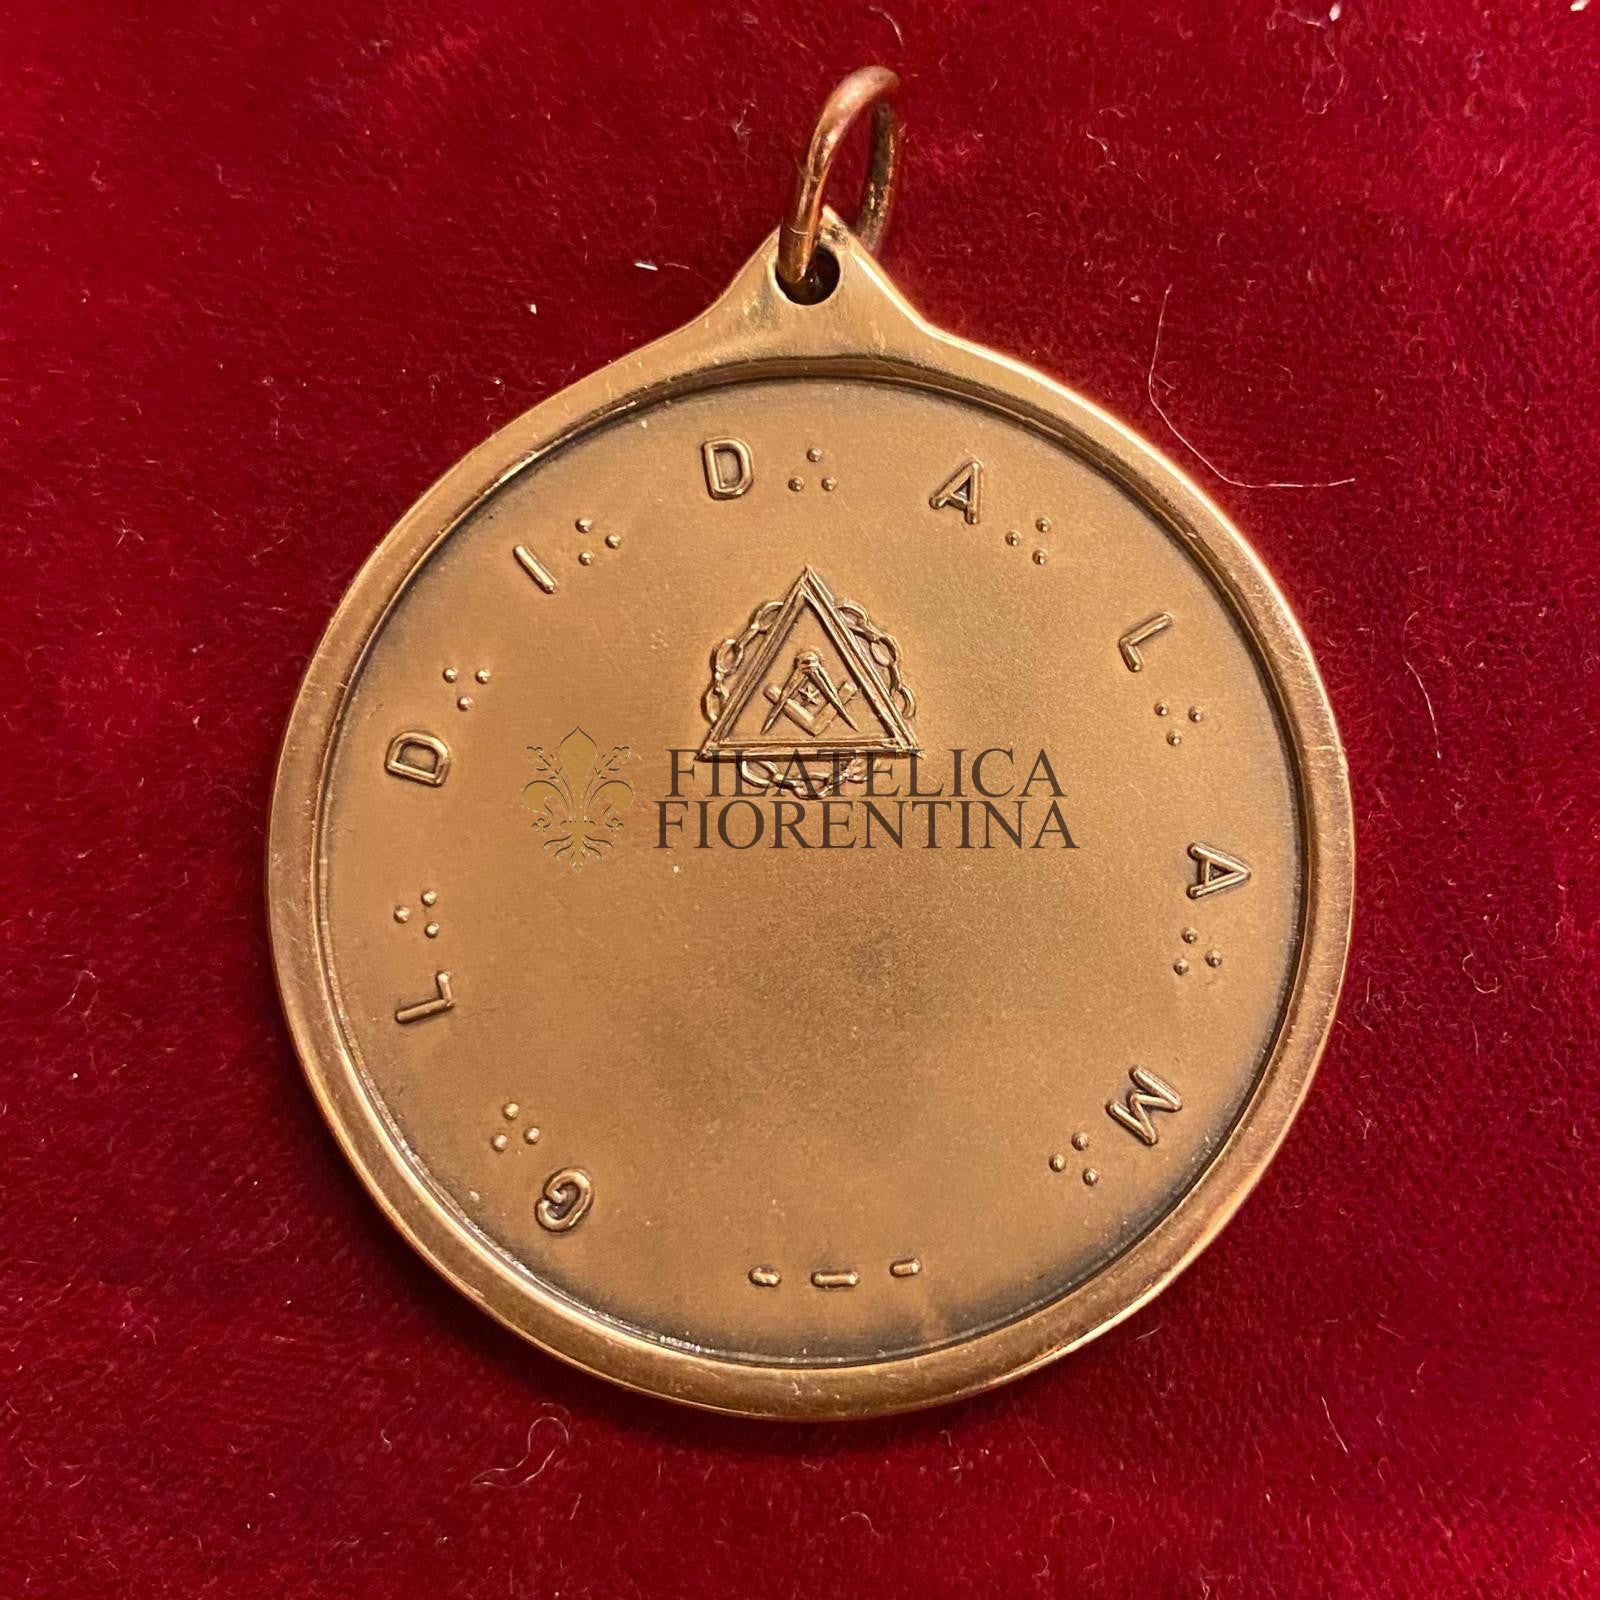 G∴ L∴ D∴ I∴ D∴ A∴ L∴ A∴ M∴ ---
FILATELICA
FIORENTINA